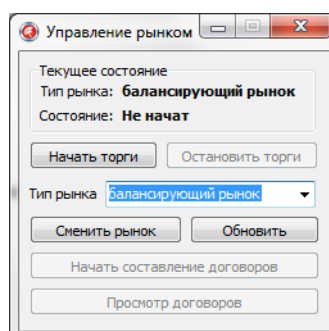 Управление рынком
Текущее состояние
Тип рынка: балансирующий рынок
Состояние: Не начат
Начать торги Остановить торги
Тип рынка балансирующий рынок
Сменить рынок Обновить
Начать составление договоров
Просмотр договоров